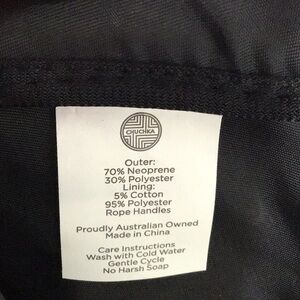 CHUCHKA
Outer:
70% Neoprene
30% Polyester
Lining:
5% Cotton
95% Polyester
Rope Handles
Proudly Australian Owned
Made in China
Care Instructions
Wash with Cold Water
Gentle Cycle
No Harsh Soap